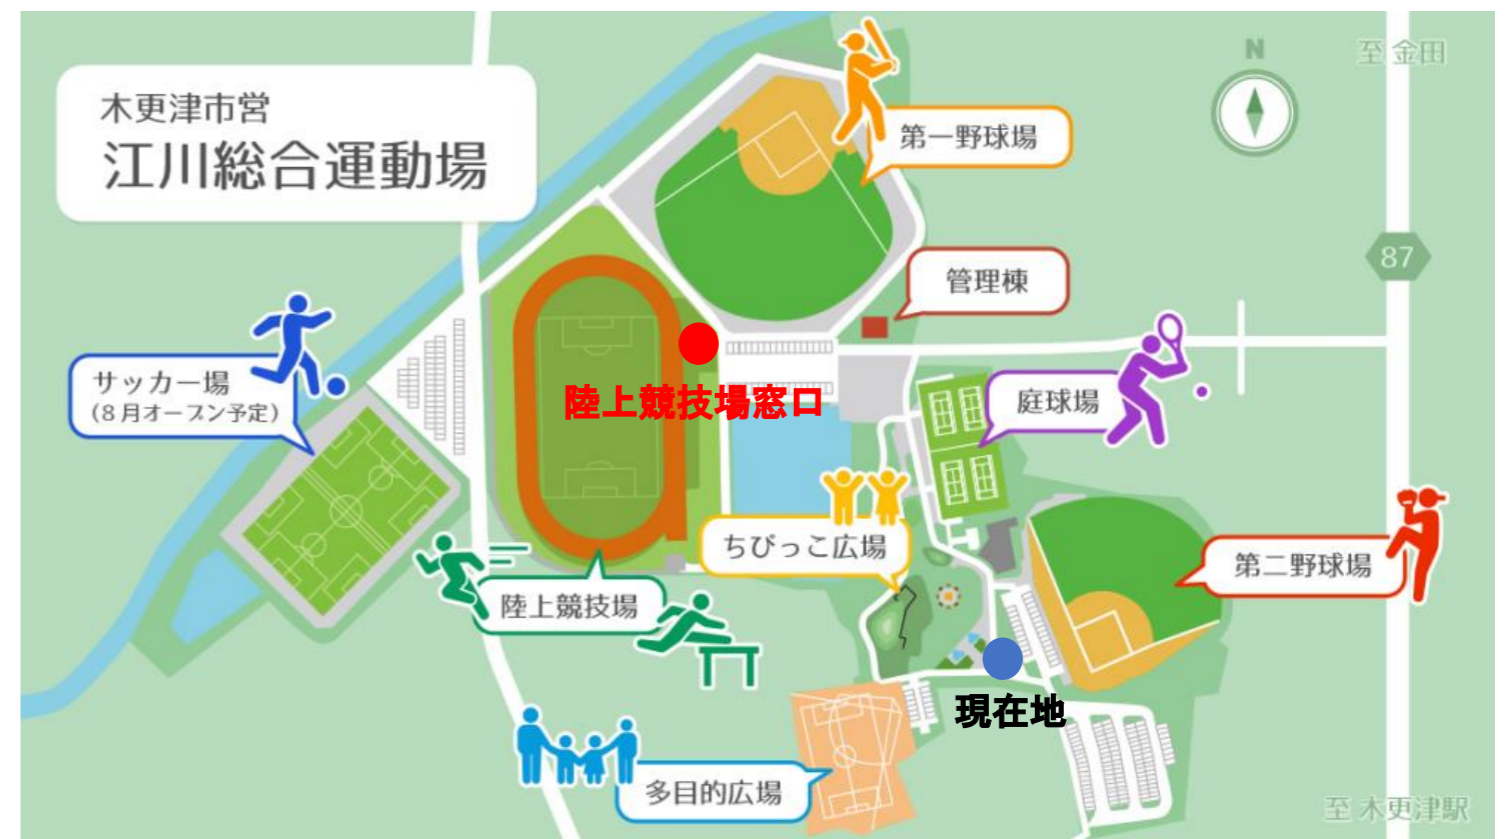 木更津市営
江川総合運動場
N
至 金田
第一野球場
87
管理棟
サッカー場
(8月オープン予定)
陸上競技場窓口
庭球場
ちびっこ広場
第二野球場
陸上競技場
現在地
多目的広場
至 木更津駅